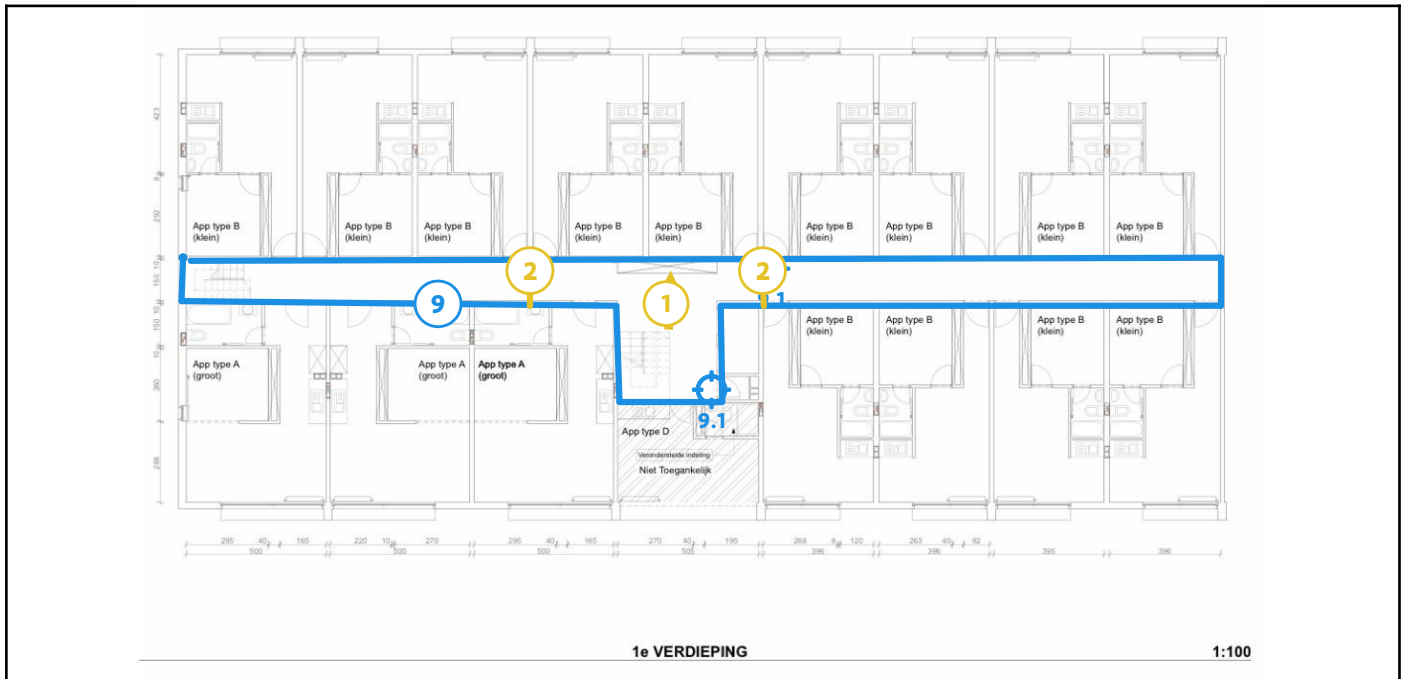 423
8
292
10
150
10
150
10
360
298
App type B
(klein)
App type B
(klein)
App type B
(klein)
App type B
(klein)
App type B
(klein)
App type B
(klein)
App type B
(klein)
App type B
(klein)
App type B
(klein)
2
2
9
1
App type A
(groot)
App type A
(groot)
App type A
(groot)
App type B
(klein)
App type B
(klein)
App type B
(klein)
App type B
(klein)
9.1
App type D
Veronderstelde indeling
Niet Toegankelijk
295 40 165 220 10 270 295 40 165 270 40 195 268 8 120 263 40 92
500 500 500 505 396 396 395 396
1e VERDIEPING 1:100